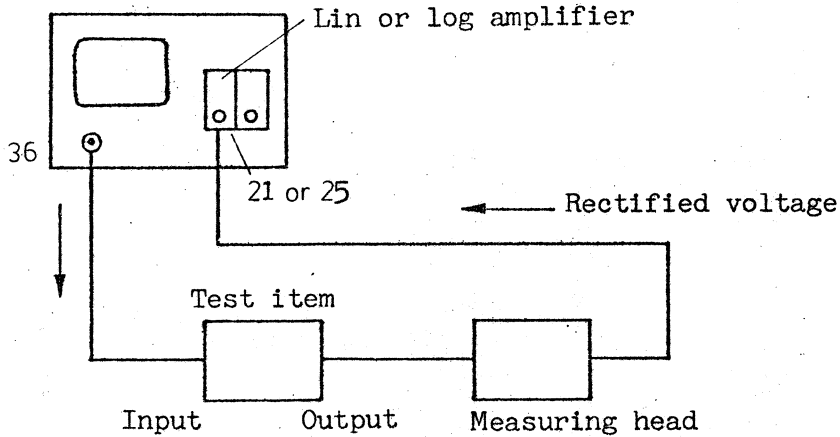 Lin or log amplifier
36
21 or 25
Rectified voltage
Test item
Input
Output
Measuring head